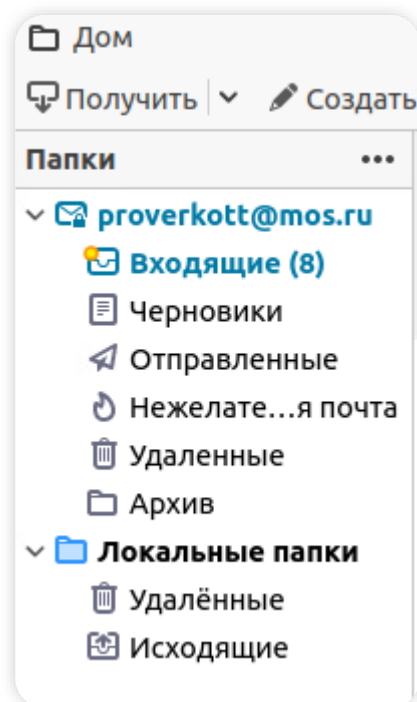 Дом
Получить Создать
Папки
proverkott@mos.ru
Входящие (8)
Черновики
Отправленные
Нежелате…я почта
Удаленные
Архив
Локальные папки
Удалённые
Исходящие